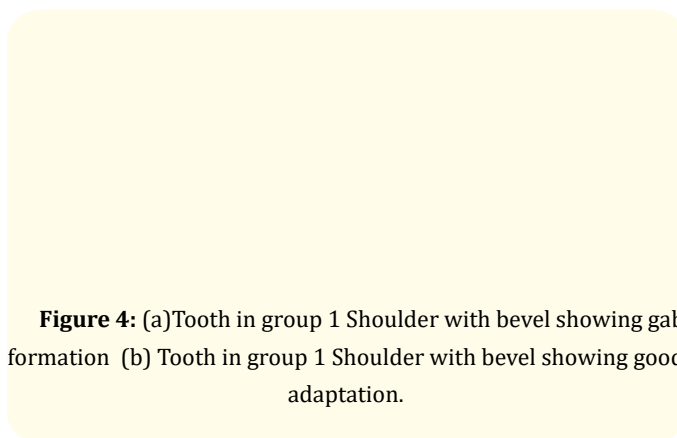 Figure 4: (a)Tooth in group 1 Shoulder with bevel showing gab
formation (b) Tooth in group 1 Shoulder with bevel showing good
adaptation.